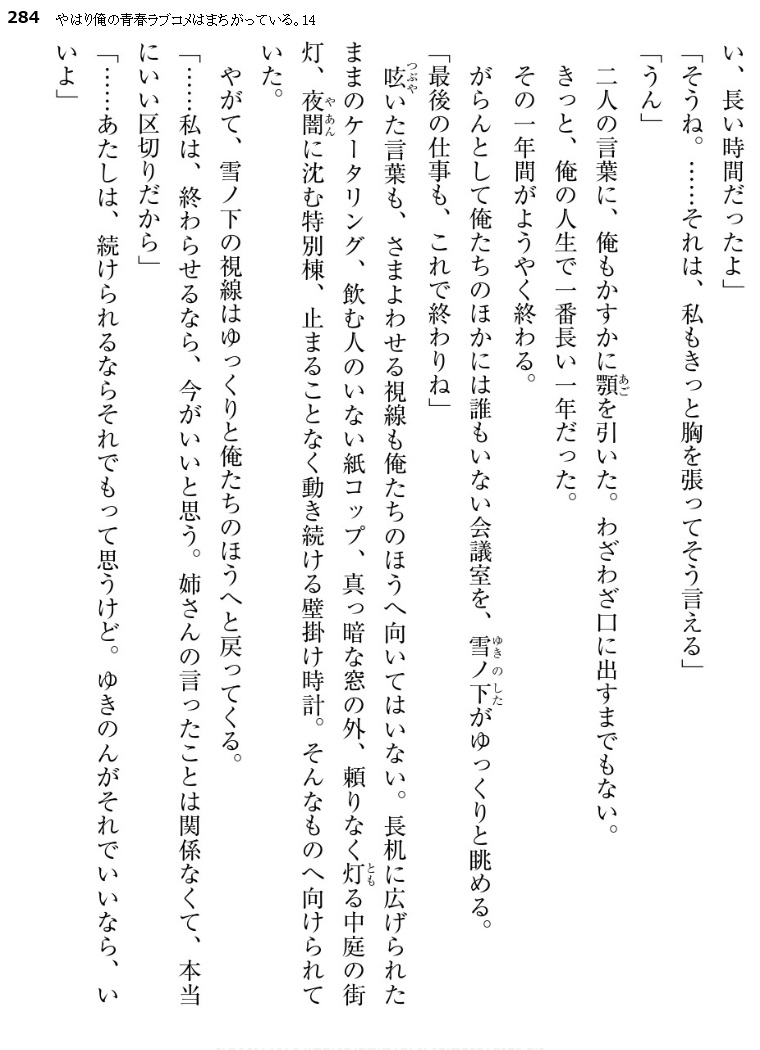 284 やはり俺の青春ラブコメはまちがっている。14
い、長い時間だったよ」
「そうね。……それは、私もきっと胸を張ってそう言える」
「うん」
二人の言葉に、俺もかすかに顎を引いた。わざわざ口に出すまでもない。
きっと、俺の人生で一番長い一年だった。
その一年間がようやく終わる。
がらんとして俺たちのほかには誰もいない会議室を、雪ノ下がゆっくりと眺める。
「最後の仕事も、これで終わりね」
呟いた言葉も、さまよわせる視線も俺たちのほうへ向いてはいない。長机に広げられた
ままのケータリング、飲む人のいない紙コップ、真っ暗な窓の外、頼りなく灯る中庭の街
灯、夜闇に沈む特別棟、止まることなく動き続ける壁掛け時計。そんなものへ向けられて
いた。
やがて、雪ノ下の視線はゆっくりと俺たちのほうへと戻ってくる。
「……私は、終わらせるなら、今がいいと思う。姉さんの言ったことは関係なくて、本当
にいい区切りだから」
「……あたしは、続けられるならそれでもって思うけど。ゆきのんがそれでいいなら、い
いよ」